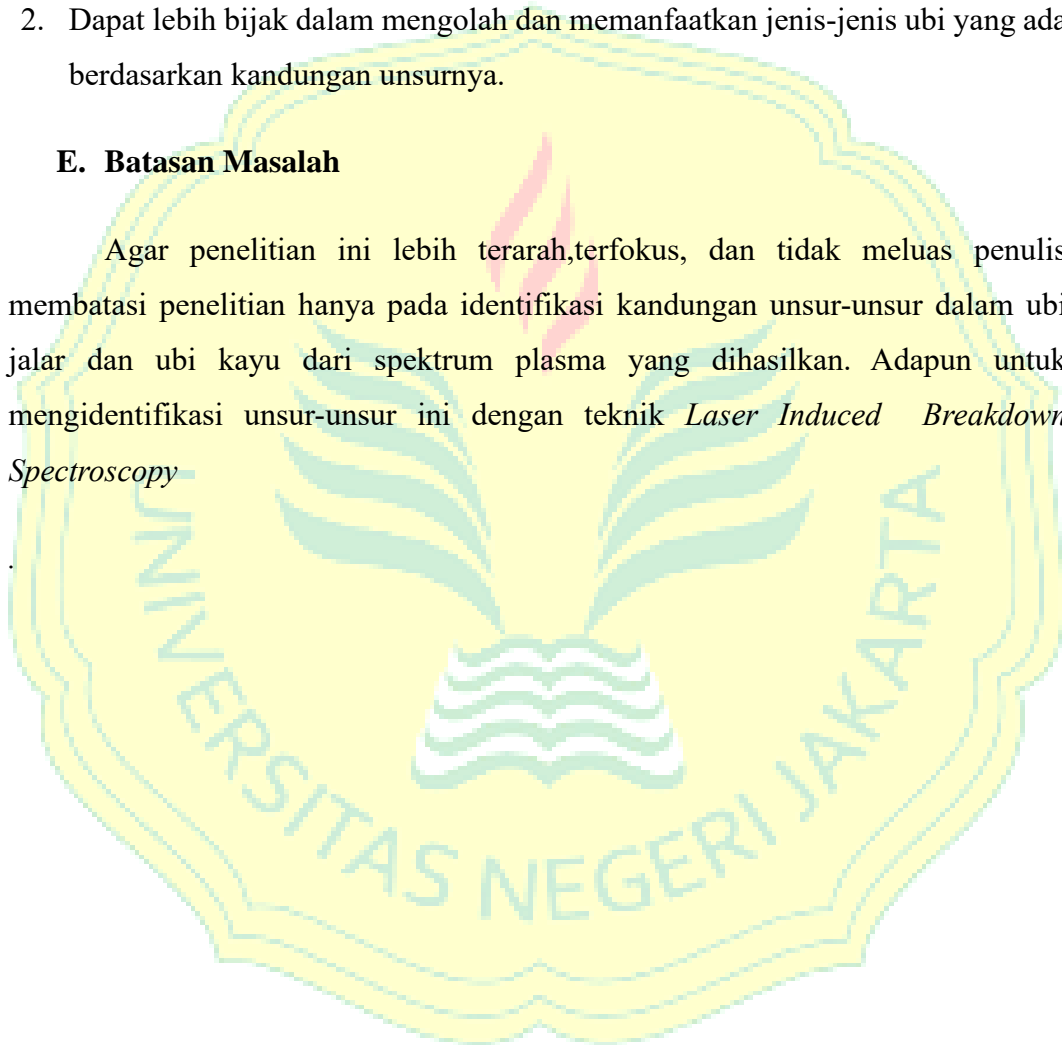 2. Dapat lebih bijak dalam mengolah dan memanfaatkan jenis-jenis ubi yang ada
berdasarkan kandungan unsurnya.
E. Batasan Masalah
Agar penelitian ini lebih terarah,terfokus, dan tidak meluas penulis
membatasi penelitian hanya pada identifikasi kandungan unsur-unsur dalam ubi
jalar dan ubi kayu dari spektrum plasma yang dihasilkan. Adapun untuk
mengidentifikasi unsur-unsur ini dengan teknik Laser Induced Breakdown
Spectroscopy
.
UNIVERSITAS NEGERI JAKARTA